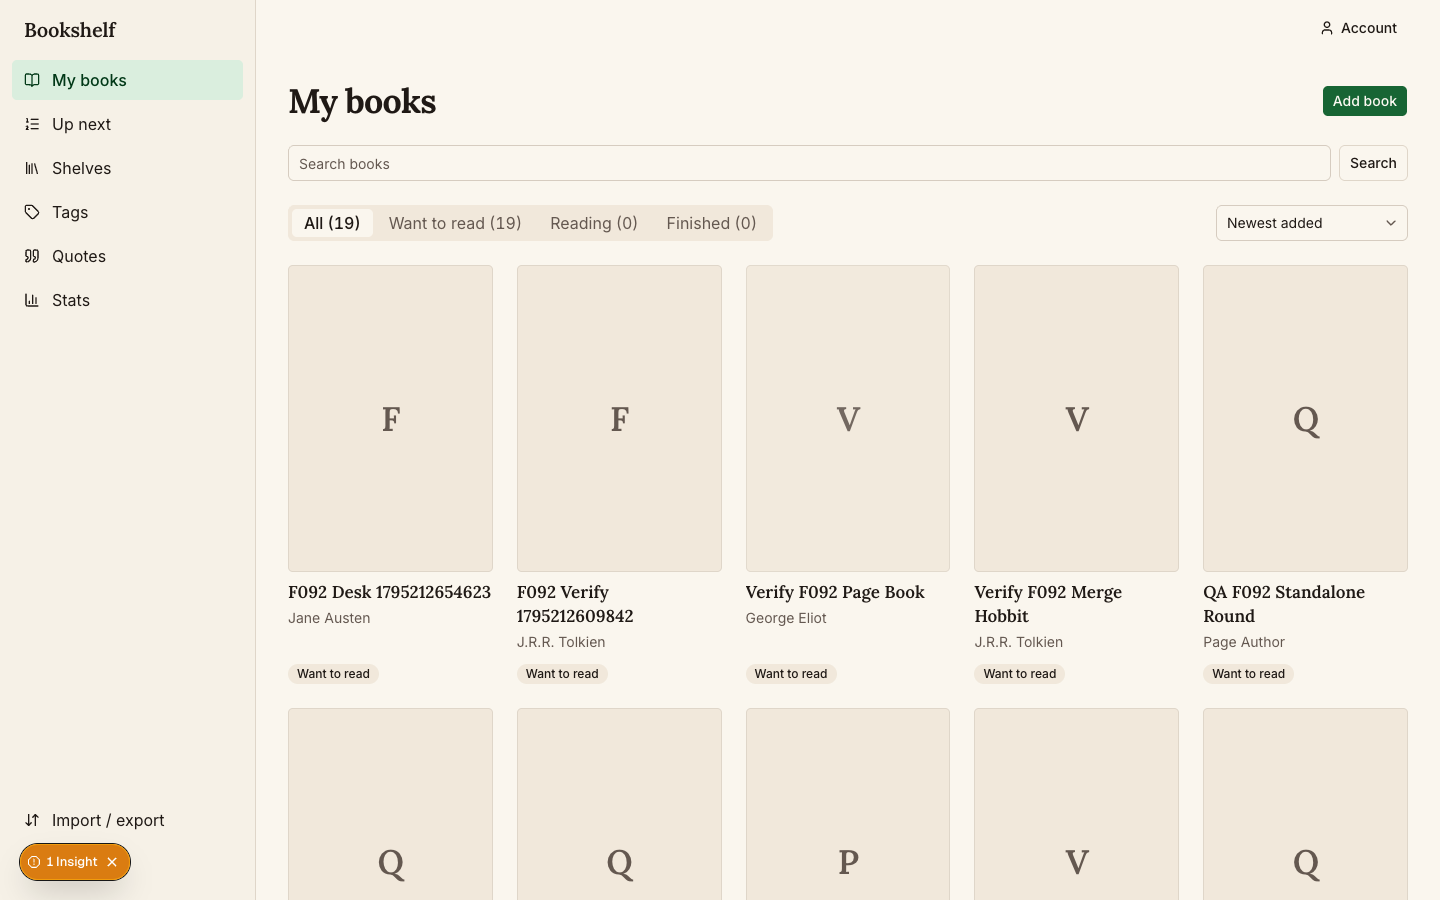 Bookshelf
My books
Up next
Shelves
Tags
Quotes
Stats
Import / export
1 Insight
Account
My books
Add book
Search books
Search
All (19)
Want to read (19)
Reading (0)
Finished (0)
Newest added
F
F
V
V
Q
F092 Desk 1795212654623
Jane Austen
Want to read
F092 Verify
1795212609842
J.R.R. Tolkien
Want to read
Verify F092 Page Book
George Eliot
Want to read
Verify F092 Merge
Hobbit
J.R.R. Tolkien
Want to read
QA F092 Standalone
Round
Page Author
Want to read
Q
Q
P
V
Q